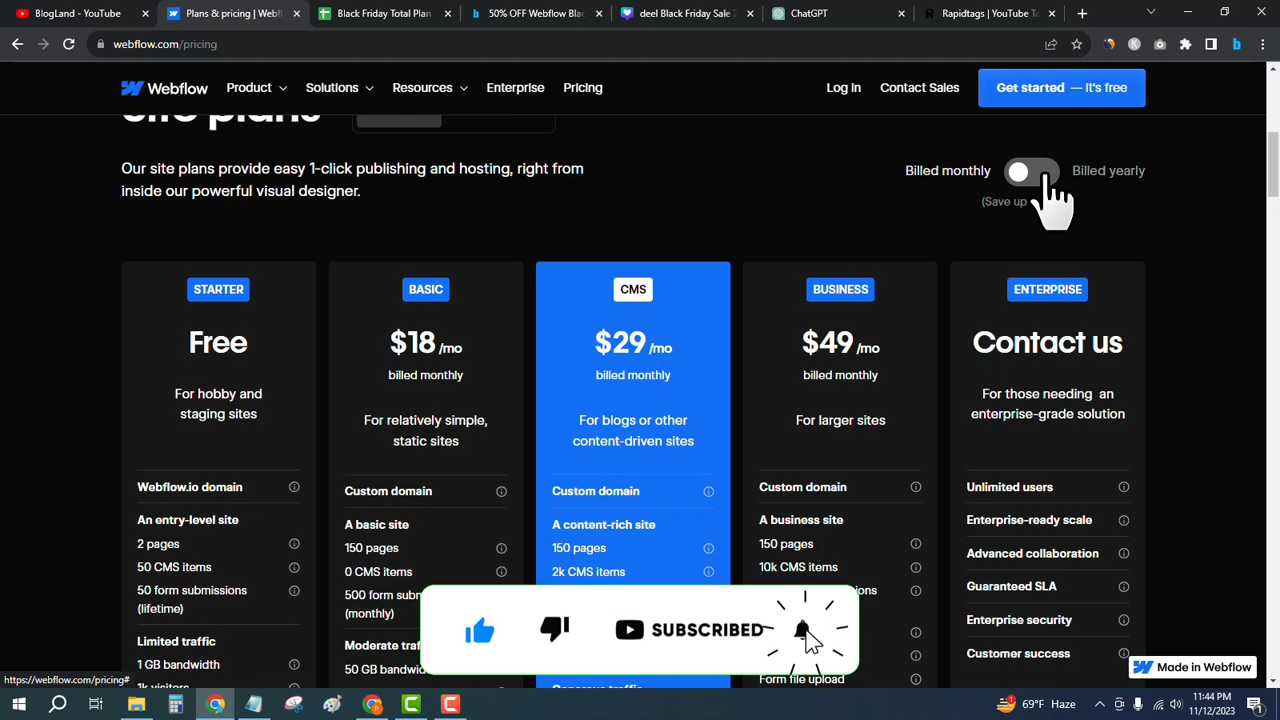 BlogLand - YouTube
Plans & pricing | Webf
Black Friday Total Plan
50% OFF Webflow Bla
deel Black Friday Sale 2
ChatGPT
Rapidtags | YouTube Ta
webflow.com/pricing
Webflow
Product
Solutions
Resources
Enterprise
Pricing
Log in
Contact Sales
Get started — it's free
Site plans
Our site plans provide easy 1-click publishing and hosting, right from
inside our powerful visual designer.
Billed monthly
Billed yearly
(Save up
STARTER
Free
For hobby and
staging sites
Webflow.io domain
An entry-level site
2 pages
50 CMS items
50 form submissions
(lifetime)
Limited traffic
1 GB bandwidth
1k visitors
BASIC
$18 /mo
billed monthly
For relatively simple,
static sites
Custom domain
A basic site
150 pages
0 CMS items
500 form subm
(monthly)
Moderate traf
50 GB bandwid
CMS
$29 /mo
billed monthly
For blogs or other
content-driven sites
Custom domain
A content-rich site
150 pages
2k CMS items
Generous traffic
BUSINESS
$49 /mo
billed monthly
For larger sites
Custom domain
A business site
150 pages
10k CMS items
Form file upload
ENTERPRISE
Contact us
For those needing an
enterprise-grade solution
Unlimited users
Enterprise-ready scale
Advanced collaboration
Guaranteed SLA
Enterprise security
Customer success
SUBSCRIBED
Made in Webflow
https://webflow.com/pricing#
69°F Haze
11:44 PM
11/12/2023